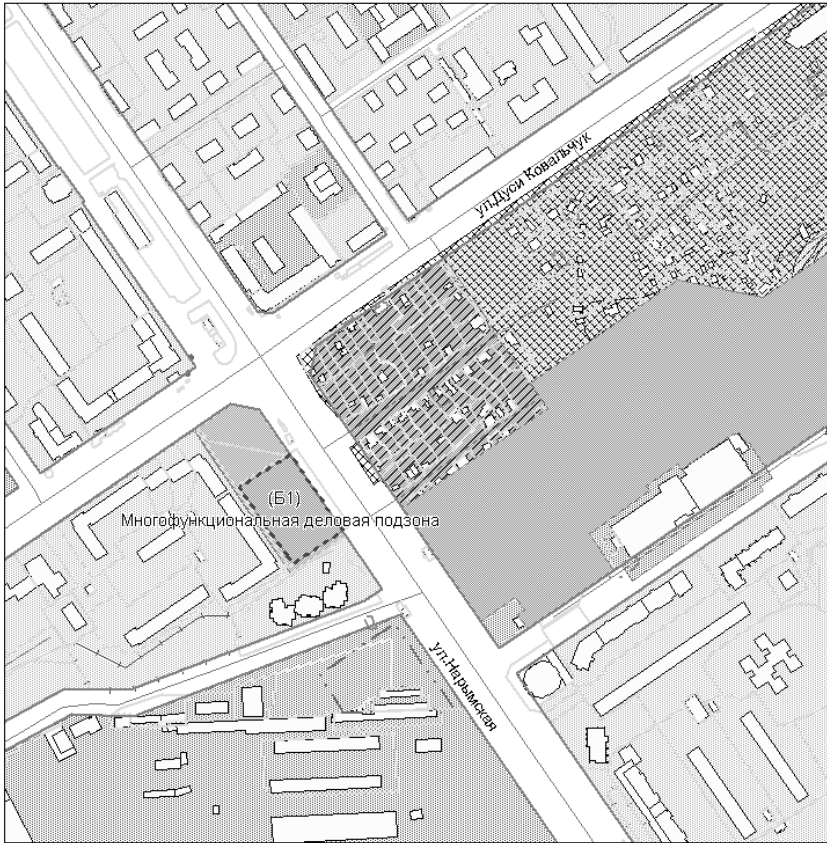 ул.Дуси Ковальчук
(Б1)
Многофункциональная деловая подзона
ул.Нарымская